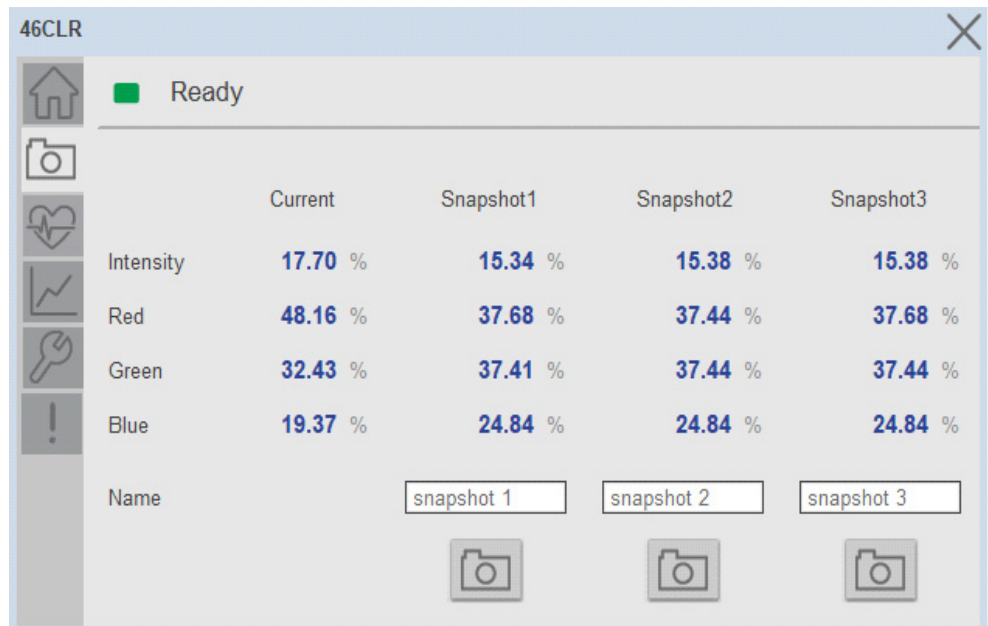 46CLR
Ready
Current Snapshot1 Snapshot2 Snapshot3
Intensity 17.70 % 15.34 % 15.38 % 15.38 %
Red 48.16 % 37.68 % 37.44 % 37.68 %
Green 32.43 % 37.41 % 37.44 % 37.44 %
Blue 19.37 % 24.84 % 24.84 % 24.84 %
Name snapshot 1 snapshot 2 snapshot 3